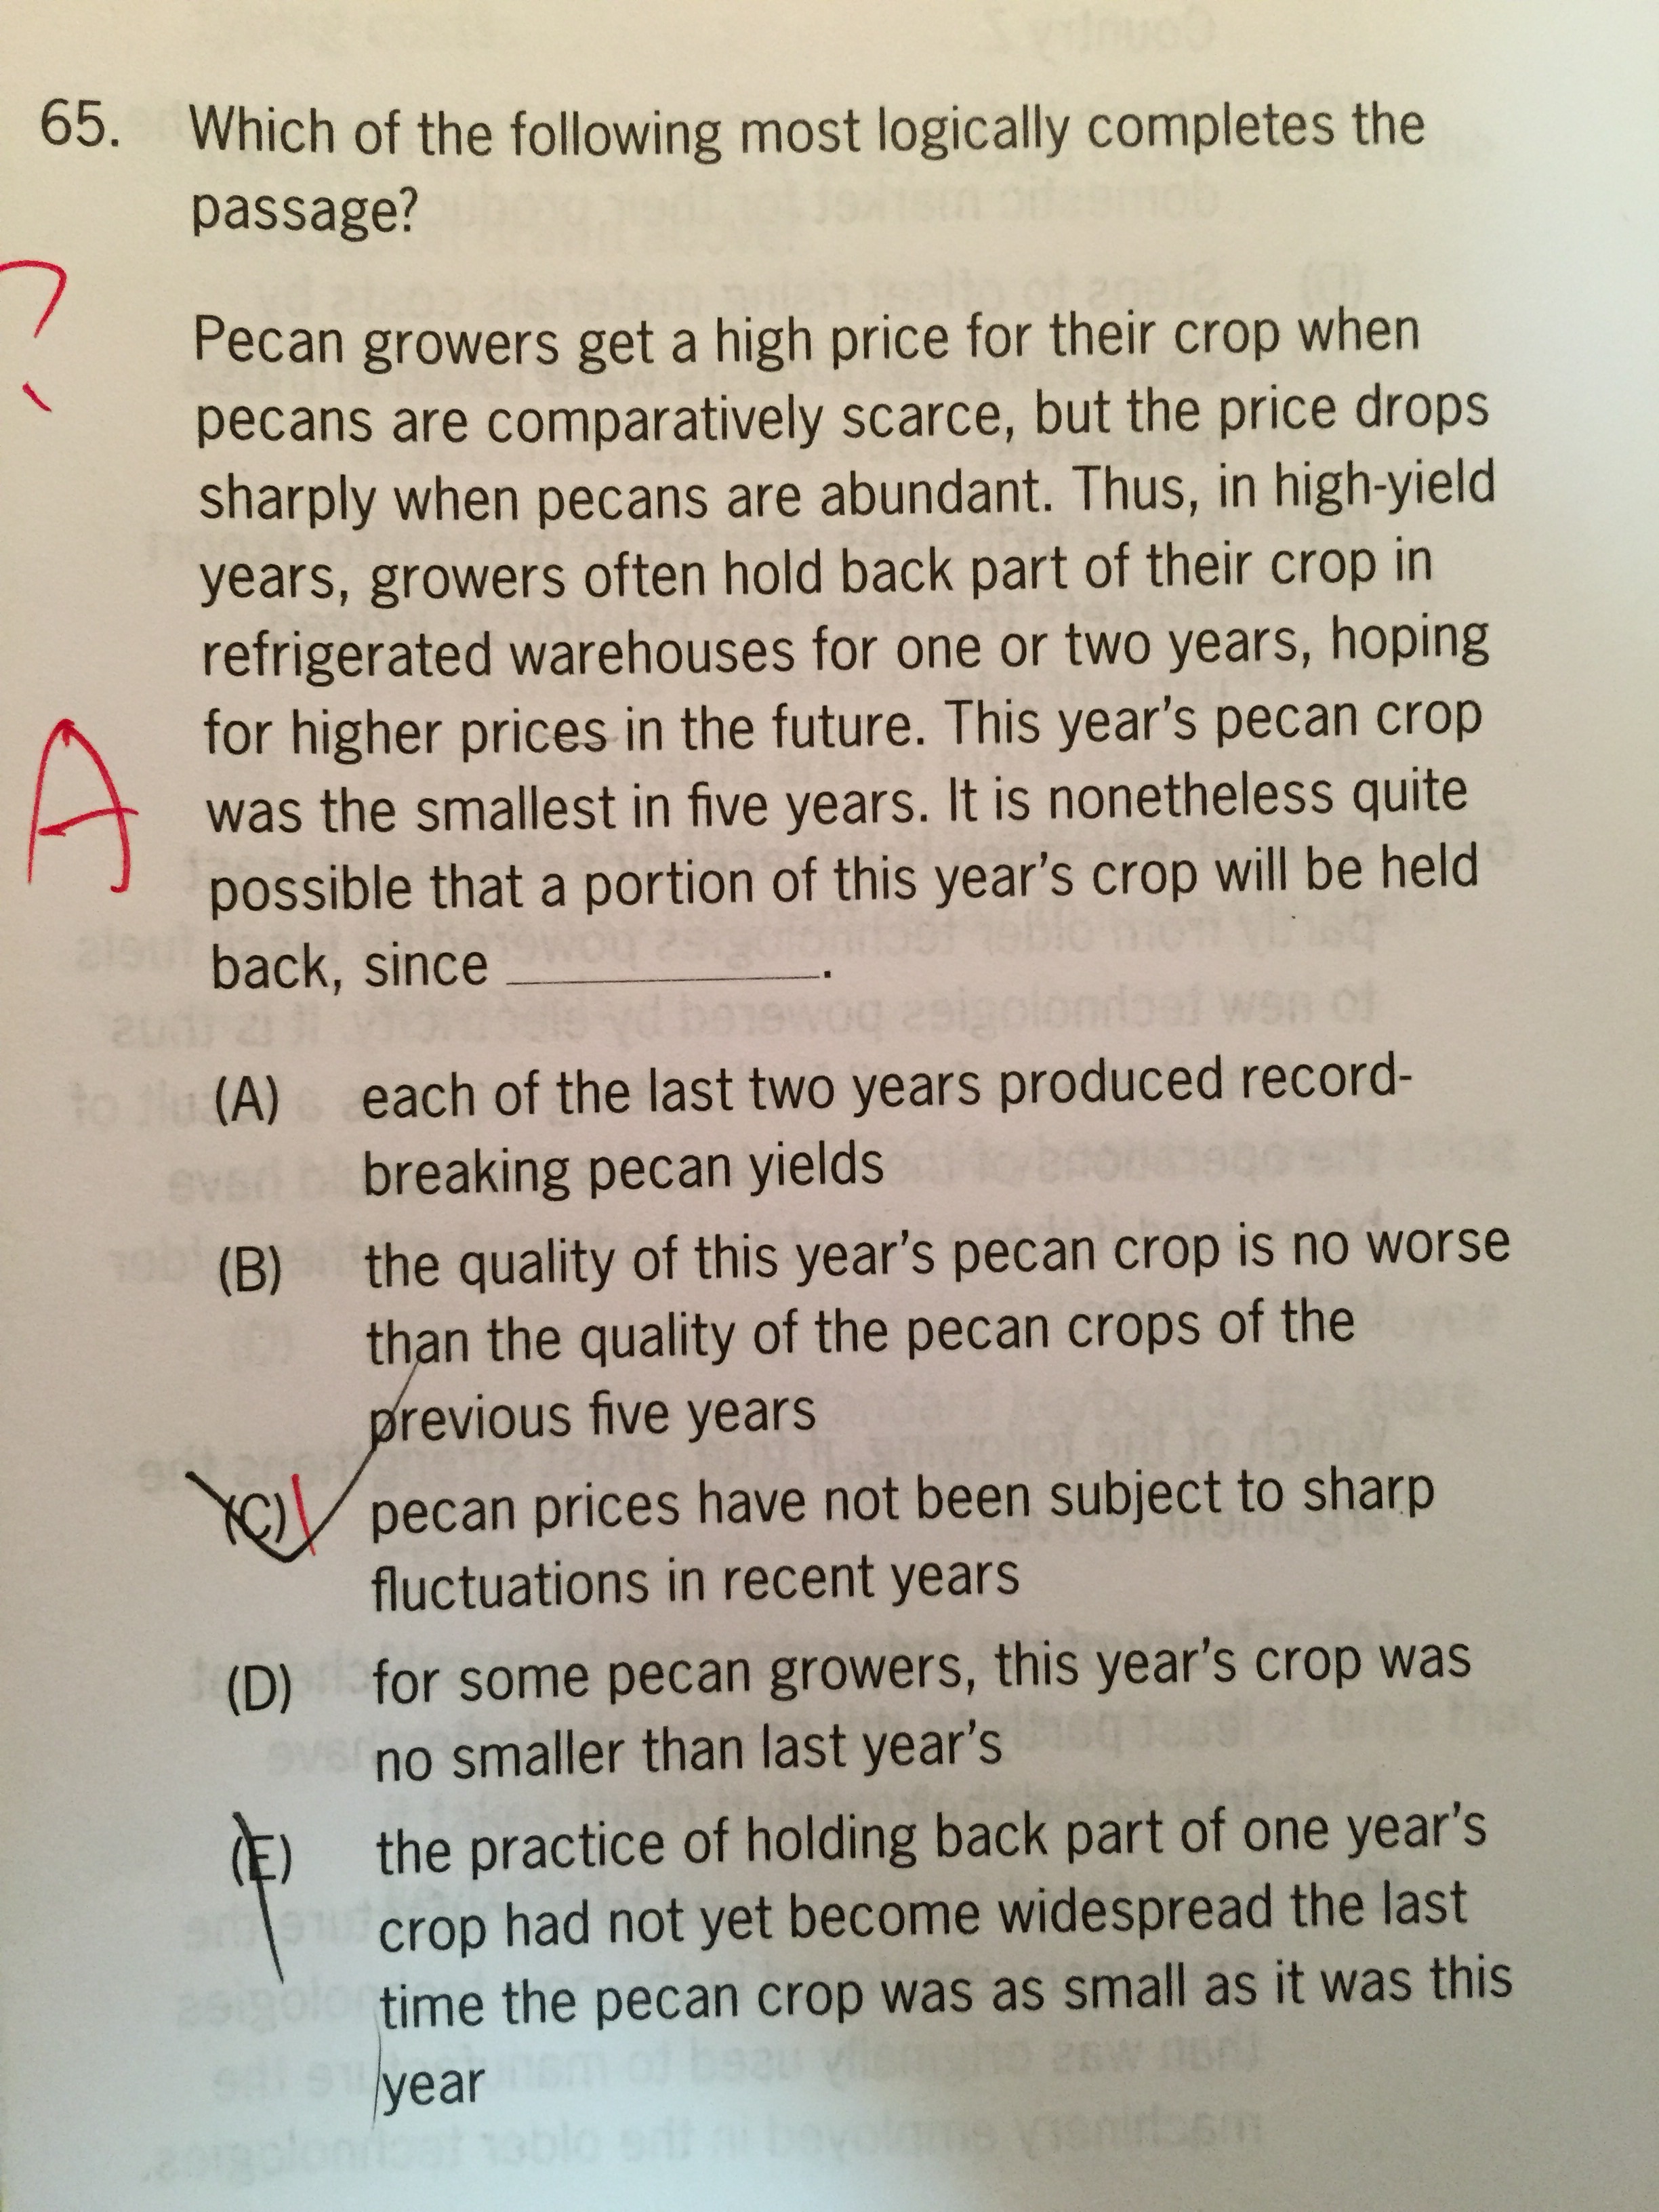 65. Which of the following most logically completes the
passage?
?
Pecan growers get a high price for their crop when
pecans are comparatively scarce, but the price drops
sharply when pecans are abundant. Thus, in high-yield
years, growers often hold back part of their crop in
refrigerated warehouses for one or two years, hoping
for higher prices in the future. This year's pecan crop
A
was the smallest in five years. It is nonetheless quite
possible that a portion of this year's crop will be held
back, since ____________.
(A) each of the last two years produced record-
breaking pecan yields
(B) the quality of this year's pecan crop is no worse
than the quality of the pecan crops of the
previous five years
(C) pecan prices have not been subject to sharp
fluctuations in recent years
(D) for some pecan growers, this year's crop was
no smaller than last year's
(E) the practice of holding back part of one year's
crop had not yet become widespread the last
time the pecan crop was as small as it was this
year